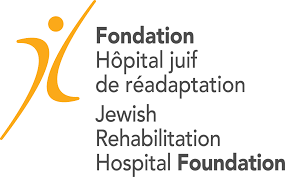 Fondation
Hôpital juif
de réadaptation
Jewish
Rehabilitation
Hospital Foundation